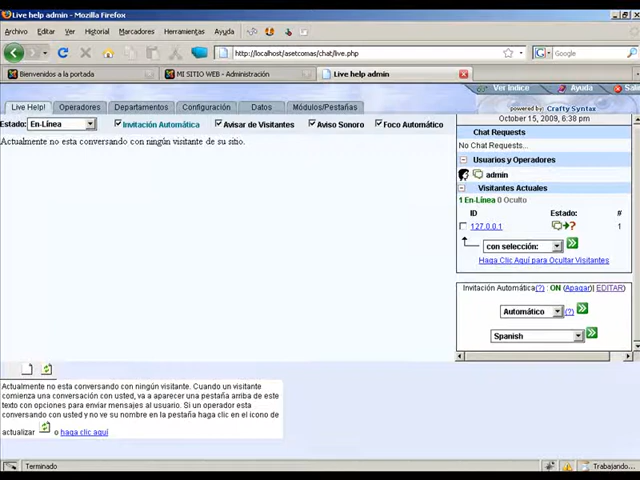 Live help admin - Mozilla Firefox
Archivo Editar Ver Historial Marcadores Herramientas Ayuda
http://localhost/asetcomas/chat/live.php
Google
Bienvenidos a la portada
MI SITIO WEB - Administración
Live help admin
Ver Indice Ayuda Sali
Live Help! Operadores Departamentos Configuración Datos Módulos/Pestañas
powered by: Crafty Syntax
October 15, 2009, 6:38 pm
Estado: En-Línea Invitación Automática Avisar de Visitantes Aviso Sonoro Foco Automático
Actualmente no esta conversando con ningún visitante de su sitio.
Chat Requests
No Chat Requests...
Usuarios y Operadores
admin
Visitantes Actuales
1 En-Línea 0 Oculto
ID Estado: #
127.0.0.1 ? 1
con selección:
Haga Clic Aquí para Ocultar Visitantes
Invitación Automática(?) : ON (Apagar)| EDITAR)
Automático (?)
Spanish
Actualmente no esta conversando con ningún visitante. Cuando un visitante
comienza una conversación con usted, va a aparecer una pestaña arriba de este
texto con opciones para enviar mensajes al usuario. Si un operador esta
conversando con usted y no ve su nombre en la pestaña haga clic en el icono de
actualizar o haga clic aquí
Terminado
Trabajando...